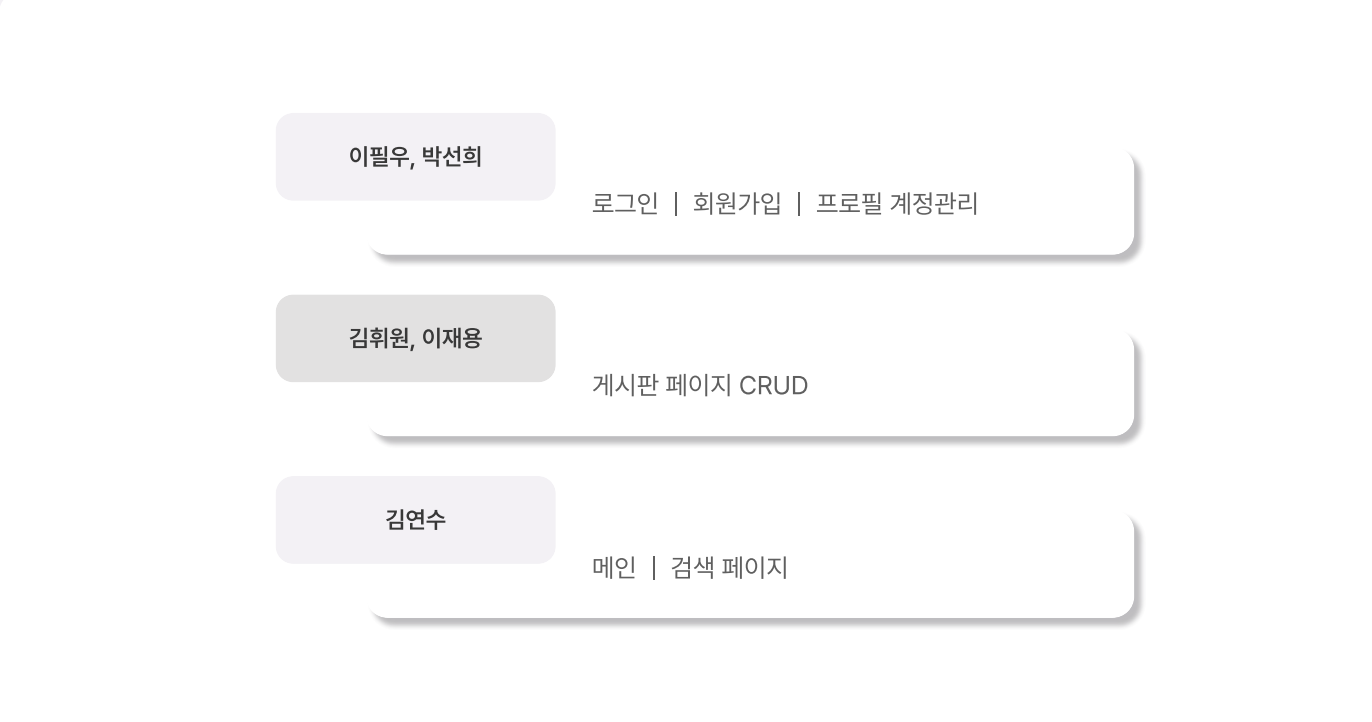 이필우, 박선희
로그인 | 회원가입 | 프로필 계정관리
김휘원, 이재용
게시판 페이지 CRUD
김연수
메인 | 검색 페이지